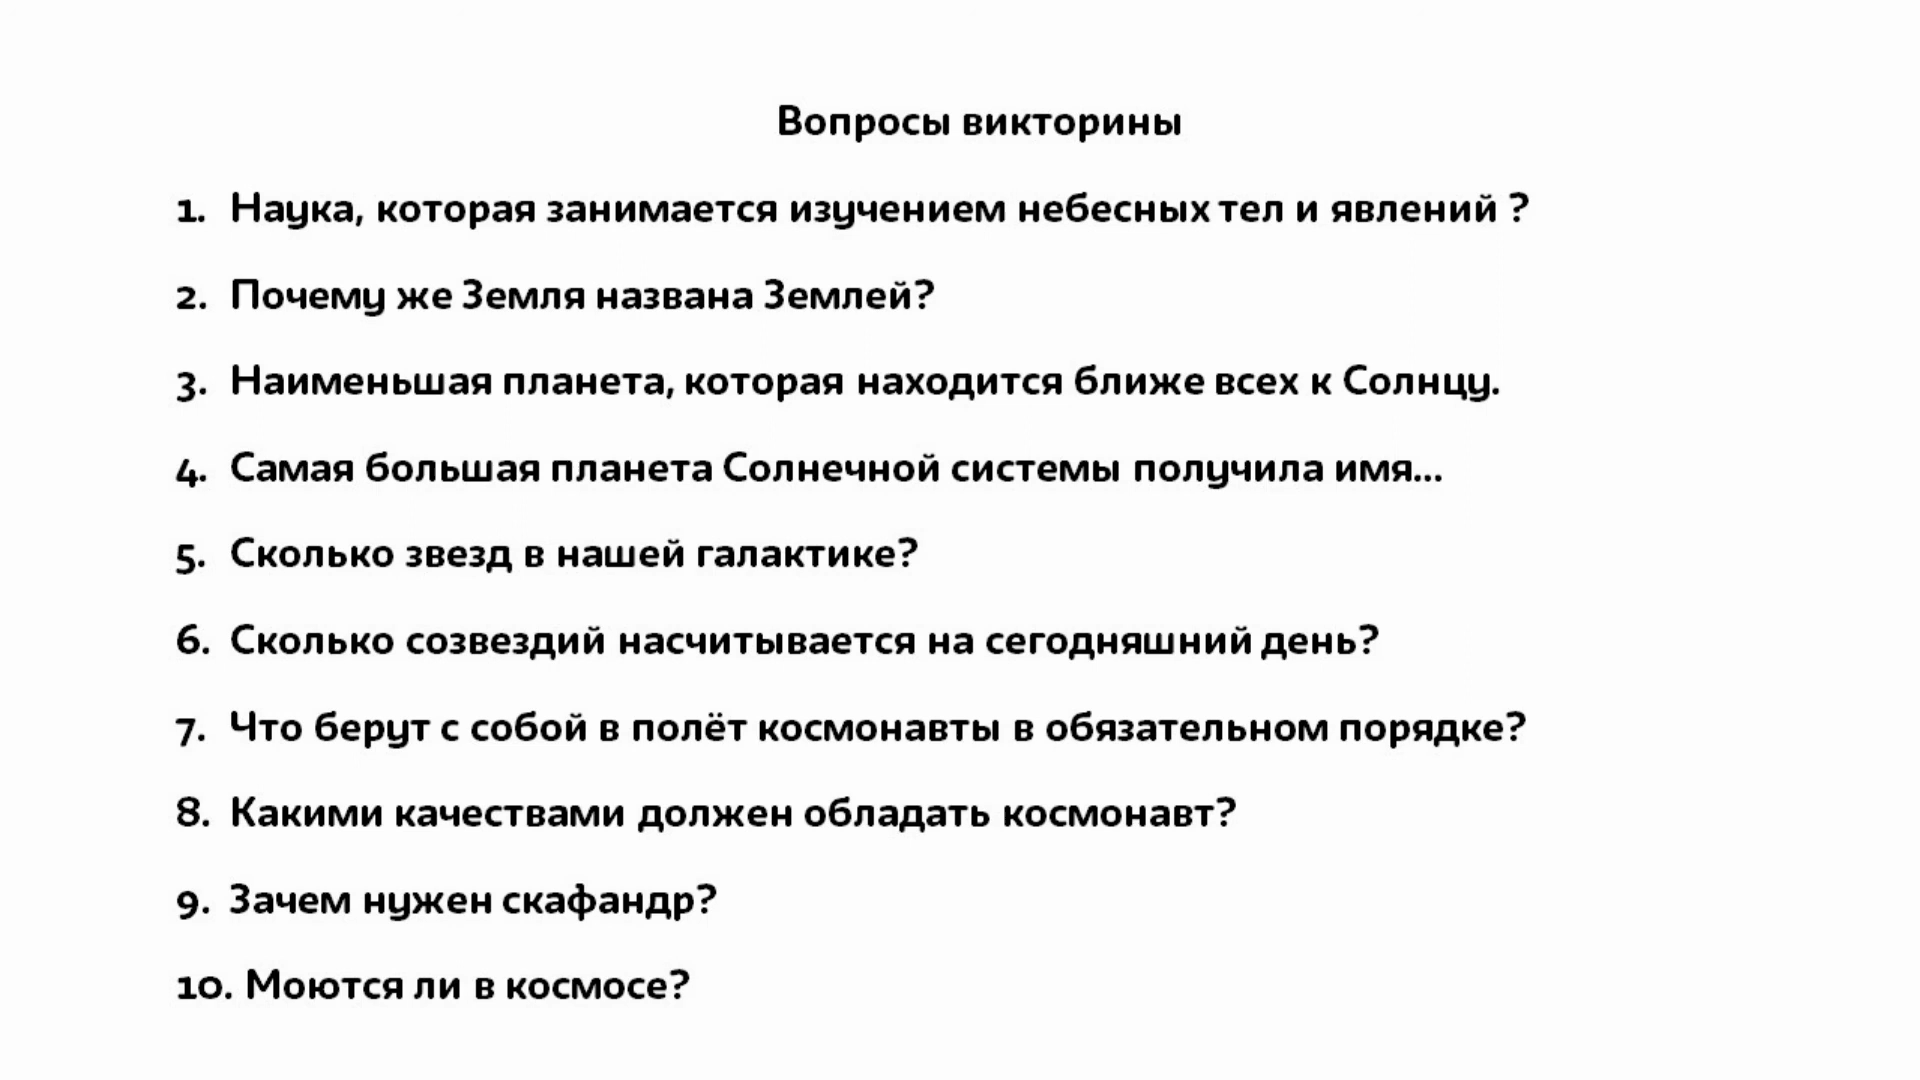 Вопросы викторины
1. Наука, которая занимается изучением небесных тел и явлений ?
2. Почему же Земля названа Землей?
3. Наименьшая планета, которая находится ближе всех к Солнцу.
4. Самая большая планета Солнечной системы получила имя...
5. Сколько звезд в нашей галактике?
6. Сколько созвездий насчитывается на сегодняшний день?
7. Что берут с собой в полёт космонавты в обязательном порядке?
8. Какими качествами должен обладать космонавт?
9. Зачем нужен скафандр?
10. Моются ли в космосе?